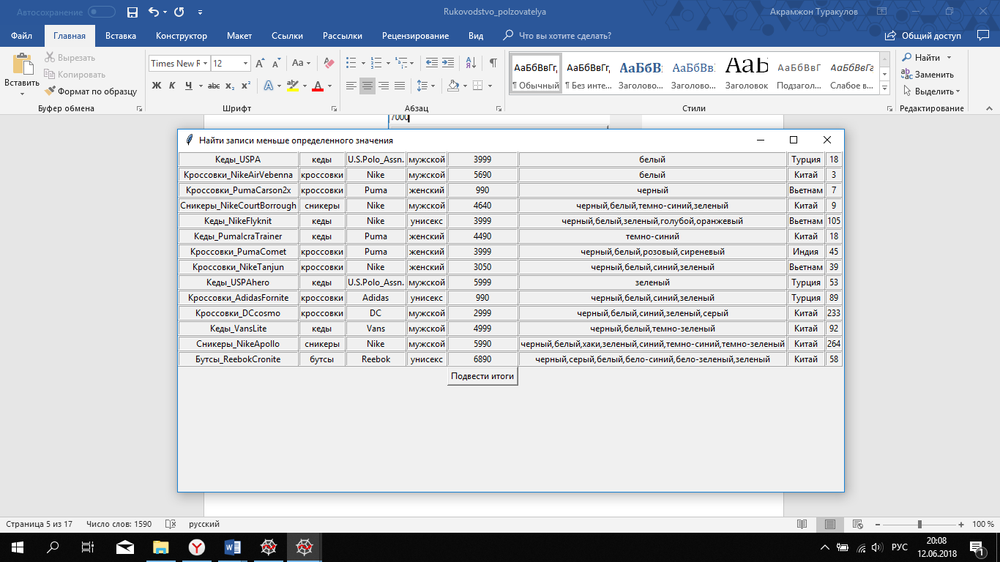 Автосохранение Rukovodstvo_polzovatelya Акрамжон Туракулов
Файл Главная Вставка Конструктор Макет Ссылки Рассылки Рецензирование Вид Что вы хотите сделать? Общий доступ
Вставить Вырезать Копировать Формат по образцу
Буфер обмена
Times New R 12 Aa
Ж К Ч abc x₂ x² A ab A
Шрифт
Абзац
АаБбВвГг, АаБбВвГг, АаБбВ: АаБбВв. АаБ АаБбВвГ АаБбВвГг
¶ Обычный ¶ Без инте... Заголово... Заголово... Заголовок Подзагол... Слабое в...
Стили
Найти
Заменить
Выделить
Редактирование
7000
Найти записи меньше определенного значения
Кеды_USPA кеды U.S.Polo_Assn. мужской 3999 белый Турция 18
Кроссовки_NikeAirVebenna кроссовки Nike мужской 5690 белый Китай 3
Кроссовки_PumaCarson2x кроссовки Puma женский 990 черный Вьетнам 7
Сникеры_NikeCourtBorrough сникеры Nike мужской 4640 черный,белый,темно-синий,зеленый Китай 9
Кеды_NikeFlyknit кеды Nike унисекс 3999 черный,белый,зеленый,голубой,оранжевый Вьетнам 105
Кеды_PumaIcraTrainer кеды Puma женский 4490 темно-синий Китай 18
Кроссовки_PumaComet кроссовки Puma женский 3999 черный,белый,розовый,сиреневый Индия 45
Кроссовки_NikeTanjun кроссовки Nike женский 3050 черный,белый,синий,зеленый Вьетнам 39
Кеды_USPAhero кеды U.S.Polo_Assn. мужской 5999 зеленый Турция 53
Кроссовки_AdidasFornite кроссовки Adidas унисекс 990 черный,белый,синий,зеленый Турция 89
Кроссовки_DCcosmo кроссовки DC мужской 2999 черный,белый,синий,зеленый,серый Китай 233
Кеды_VansLite кеды Vans мужской 4999 черный,белый,темно-зеленый Китай 92
Сникеры_NikeApollo сникеры Nike мужской 5990 черный,белый,хаки,зеленый,синий,темно-синий,темно-зеленый Китай 264
Бутсы_ReebokCronite бутсы Reebok унисекс 6890 черный,серый,белый,бело-синий,бело-зеленый,зеленый Китай 58
Подвести итоги
Страница 5 из 17 Число слов: 1590 русский 100 %
РУС 20:08
12.06.2018
1